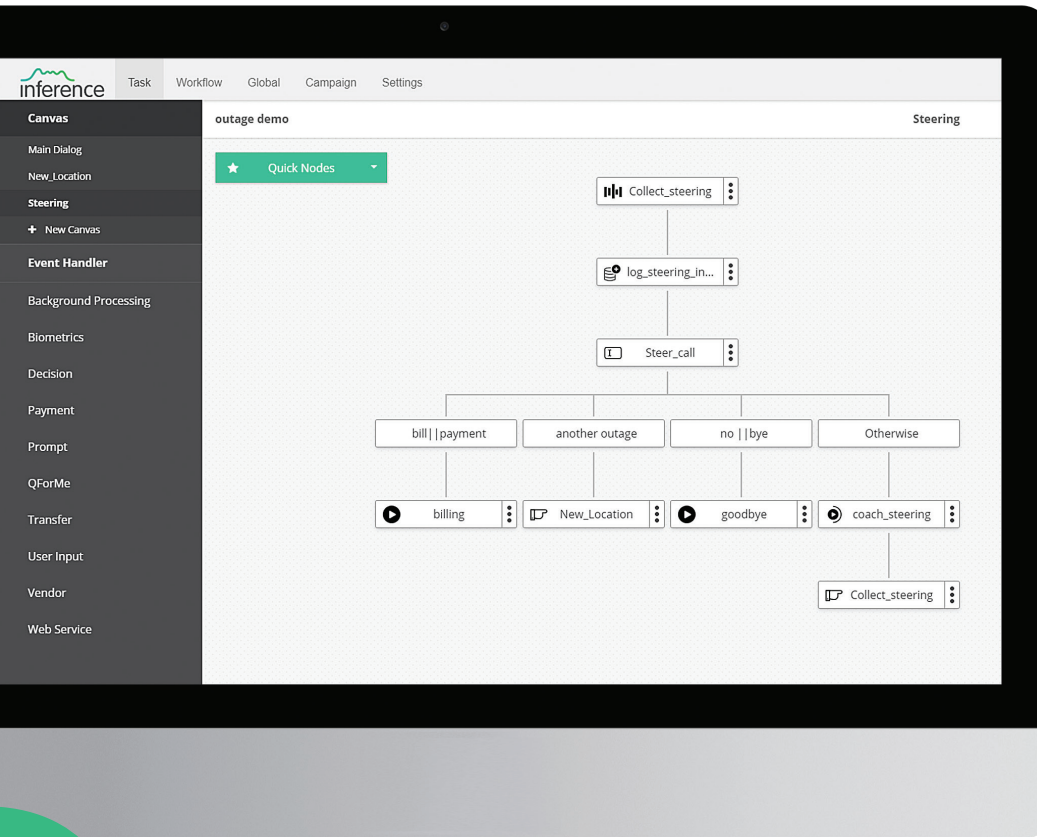 inference
Task Workflow Global Campaign Settings
Canvas
outage demo
Steering
Main Dialog
New_Location
Steering
+ New Canvas
Event Handler
Background Processing
Biometrics
Decision
Payment
Prompt
QForMe
Transfer
User Input
Vendor
Web Service
Quick Nodes
Collect_steering
log_steering_in...
Steer_call
bill||payment another outage no ||bye Otherwise
billing New_Location goodbye coach_steering
Collect_steering